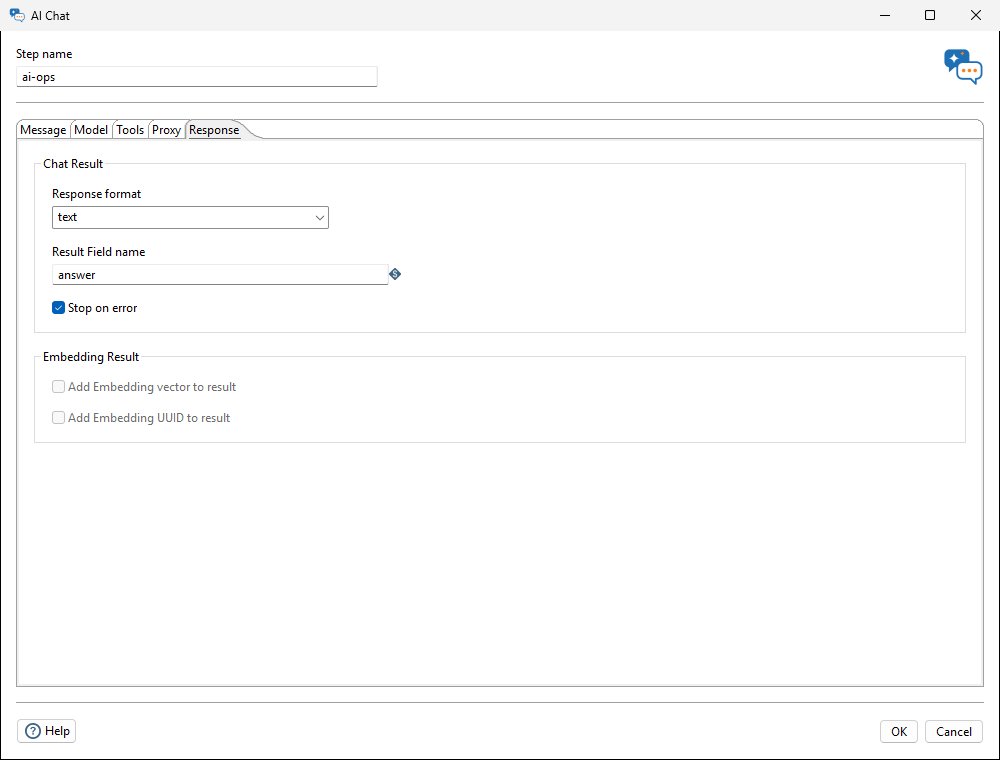 AI Chat
Step name
ai-ops
Message Model Tools Proxy Response
Chat Result
Response format
text
Result Field name
answer
Stop on error
Embedding Result
Add Embedding vector to result
Add Embedding UUID to result
Help OK Cancel